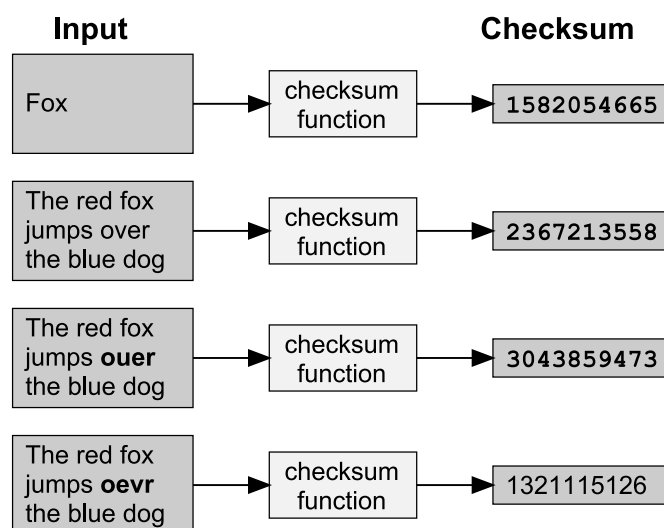 Input
Checksum
Fox
checksum
function
1582054665
The red fox
jumps over
the blue dog
checksum
function
2367213558
The red fox
jumps ouer
the blue dog
checksum
function
3043859473
The red fox
jumps oevr
the blue dog
checksum
function
1321115126